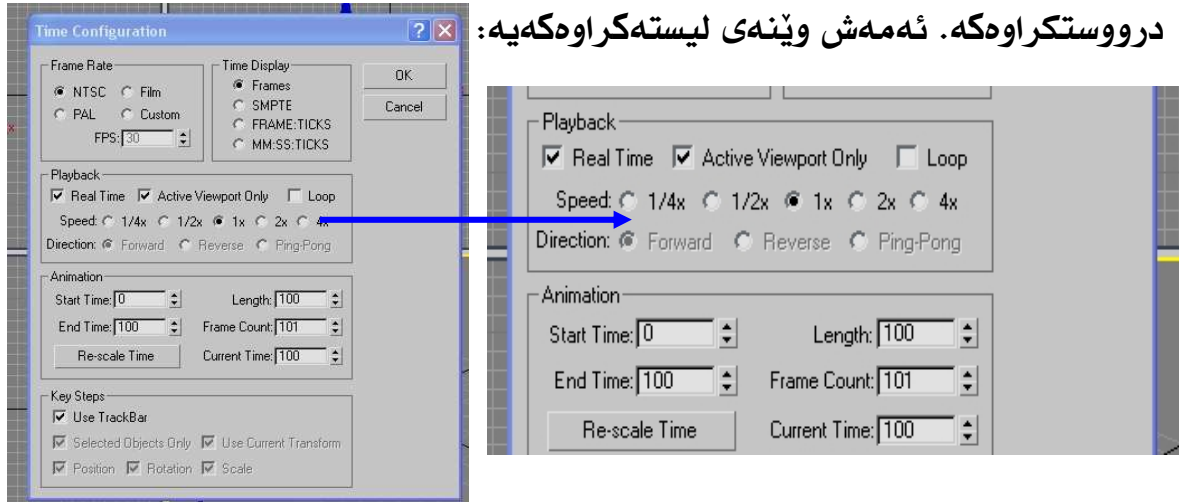 درووستکراوەکە. ئەمەش وێنەی لیستەکراوەکەیە:
Time Configuration
Frame Rate
NTSC Film
PAL Custom
FPS: 30
Time Display
Frames
SMPTE
FRAME:TICKS
MM:SS:TICKS
OK
Cancel
Playback
Real Time Active Viewport Only Loop
Speed: 1/4x 1/2x 1x 2x 4x
Direction: Forward Reverse Ping-Pong
Animation
Start Time: 0 Length: 100
End Time: 100 Frame Count: 101
Re-scale Time Current Time: 100
Key Steps
Use TrackBar
Selected Objects Only Use Current Transform
Position Rotation Scale
Playback
Real Time Active Viewport Only Loop
Speed: 1/4x 1/2x 1x 2x 4x
Direction: Forward Reverse Ping-Pong
Animation
Start Time: 0 Length: 100
End Time: 100 Frame Count: 101
Re-scale Time Current Time: 100
x